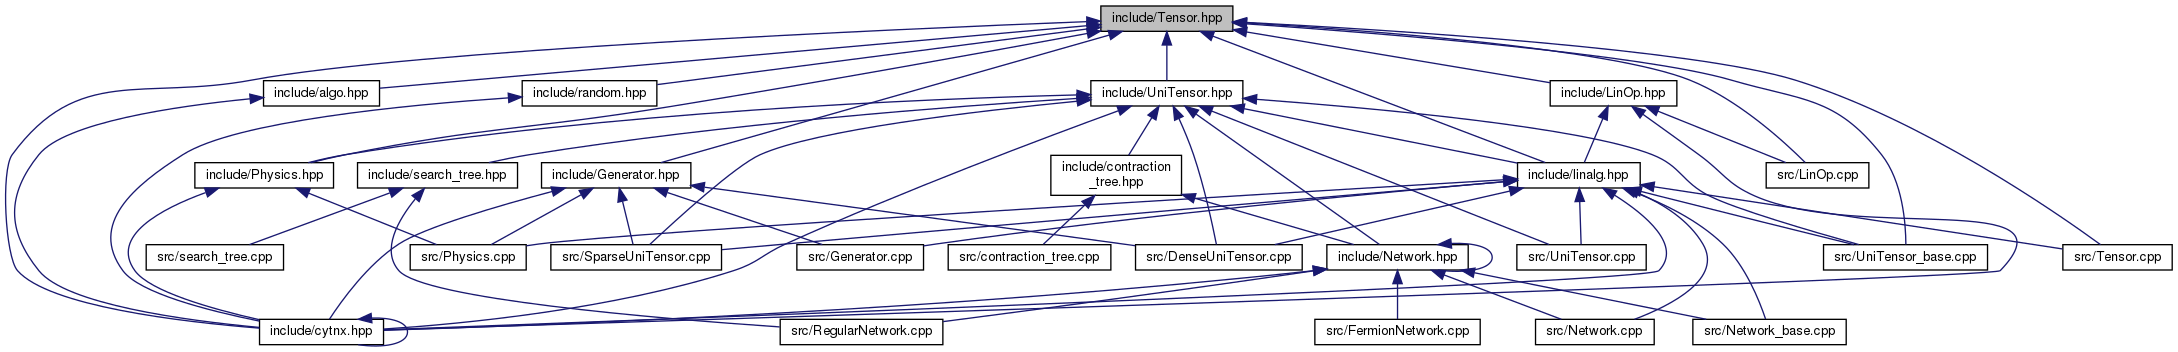 include/Tensor.hpp
include/algo.hpp
include/random.hpp
include/UniTensor.hpp
include/LinOp.hpp
include/Physics.hpp
include/search_tree.hpp
include/Generator.hpp
include/contraction
_tree.hpp
include/linalg.hpp
src/LinOp.cpp
src/search_tree.cpp
src/Physics.cpp
src/SparseUniTensor.cpp
src/Generator.cpp
src/contraction_tree.cpp
src/DenseUniTensor.cpp
include/Network.hpp
src/UniTensor.cpp
src/UniTensor_base.cpp
src/Tensor.cpp
include/cytnx.hpp
src/RegularNetwork.cpp
src/FermionNetwork.cpp
src/Network.cpp
src/Network_base.cpp